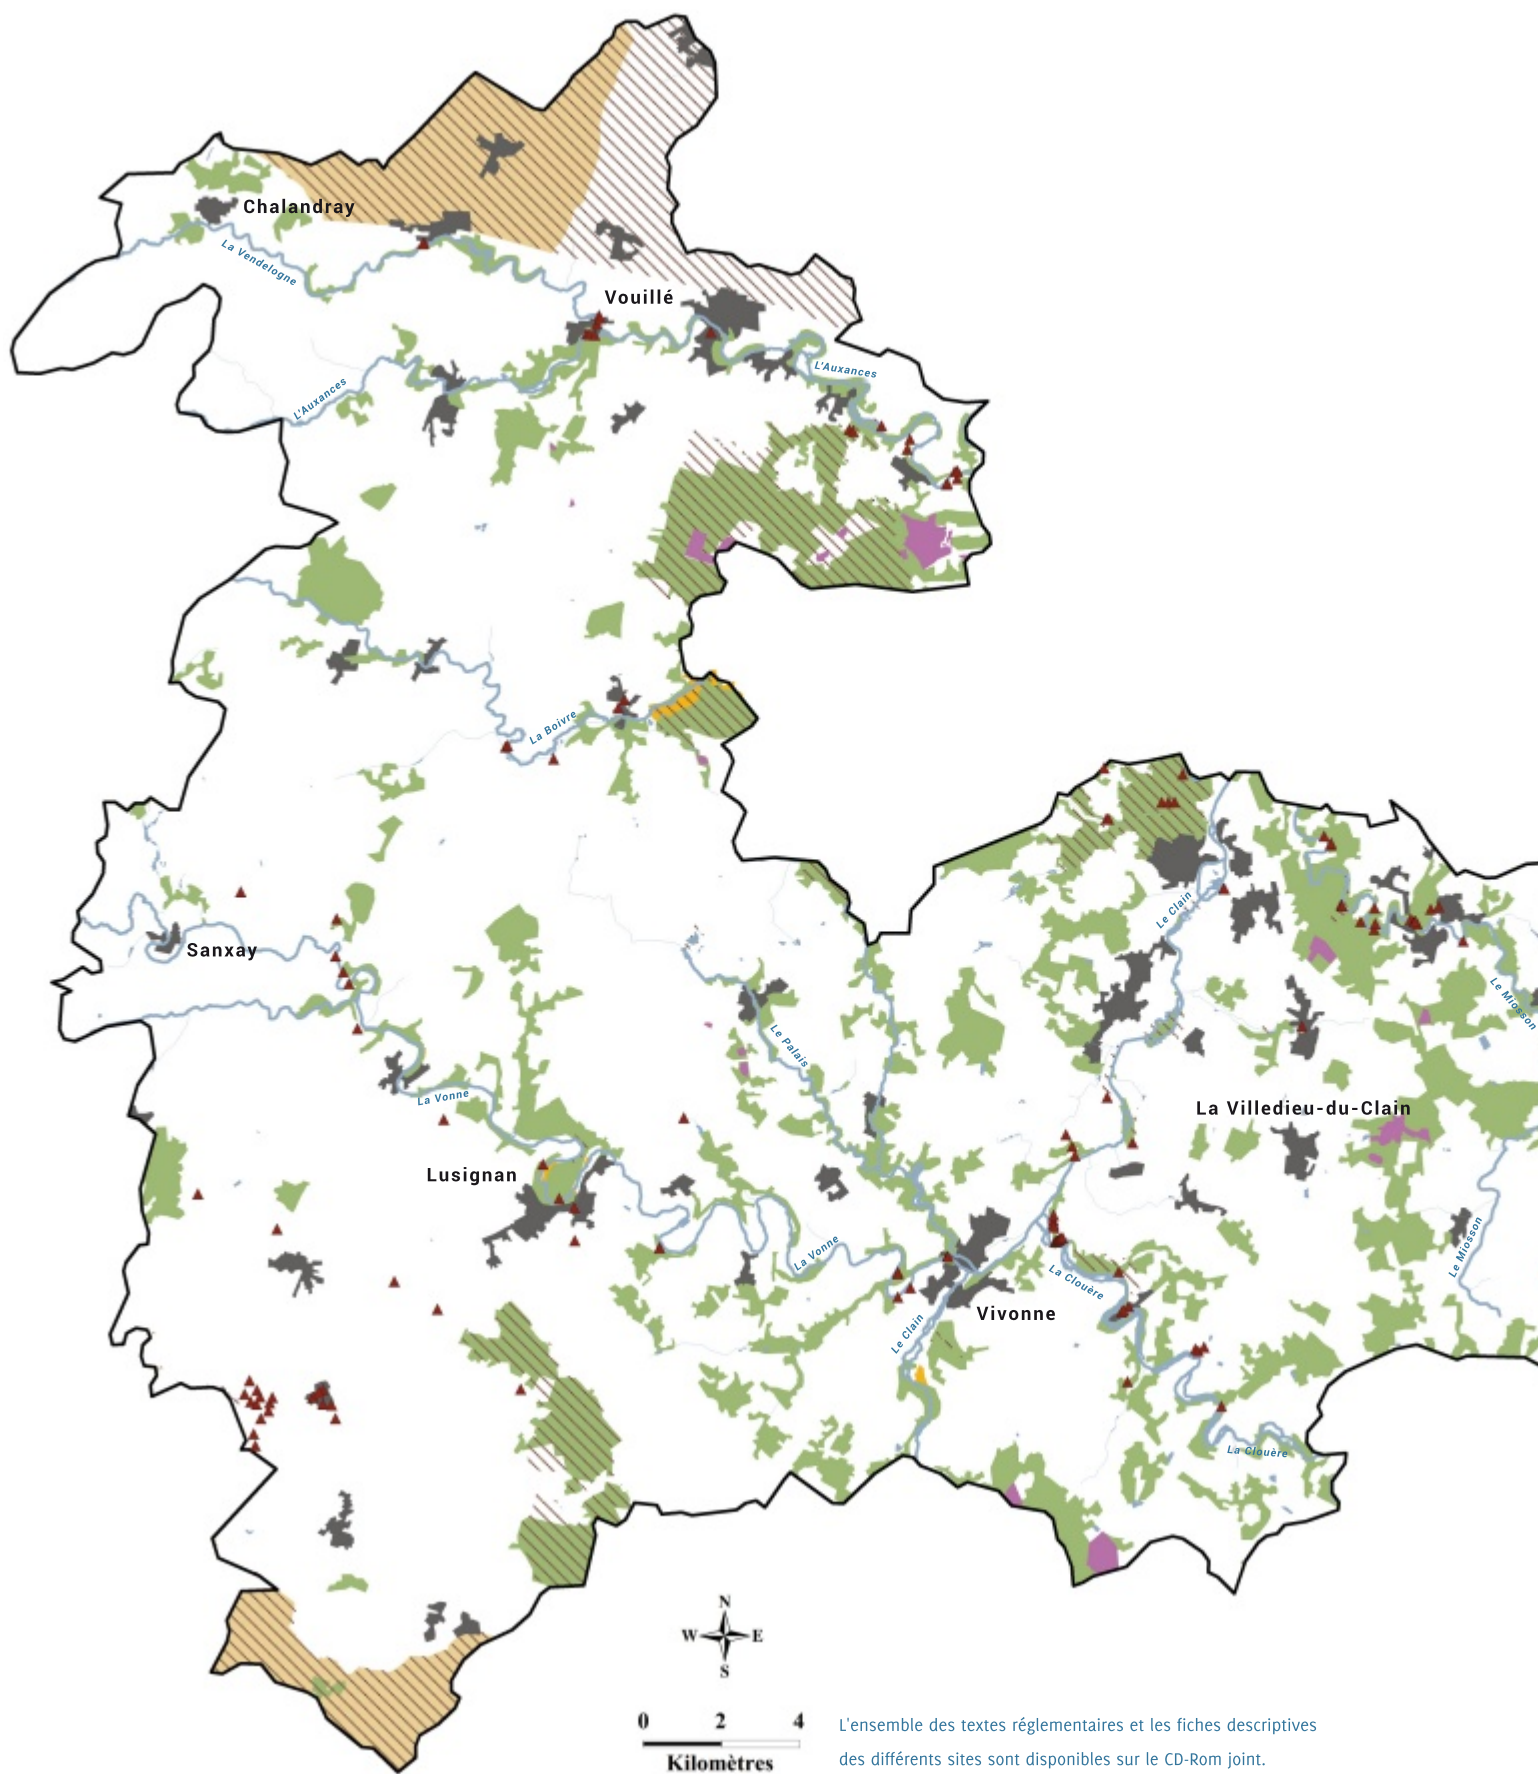 Chalandray
La Vendelogne
Vouillé
L'Auxances
L'Auxances
La Boivre
Sanxay
Le Clain
Le Miosson
Le Palais
La Vonne
La Villedieu-du-Clain
Lusignan
La Vonne
Le Miosson
La Clouère
Vivonne
Le Clain
La Clouère
N
W E
S
0 2 4
Kilomètres
L'ensemble des textes réglementaires et les fiches descriptives
des différents sites sont disponibles sur le CD-Rom joint.